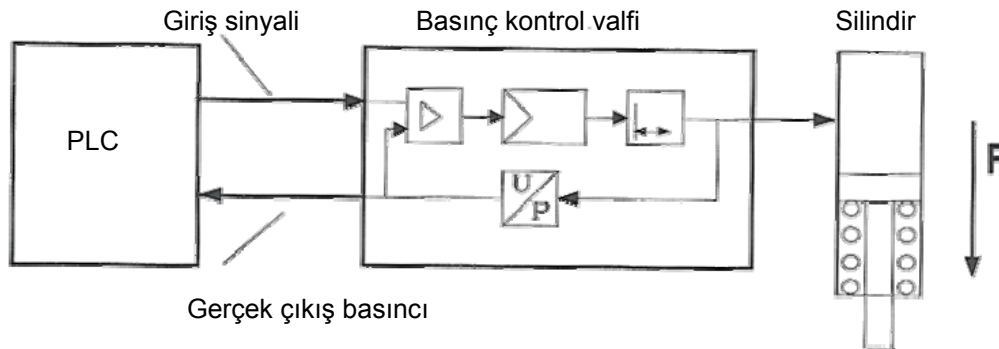 Giriş sinyali
Basınç kontrol valfi
Silindir
PLC
U
P
F
Gerçek çıkış basıncı